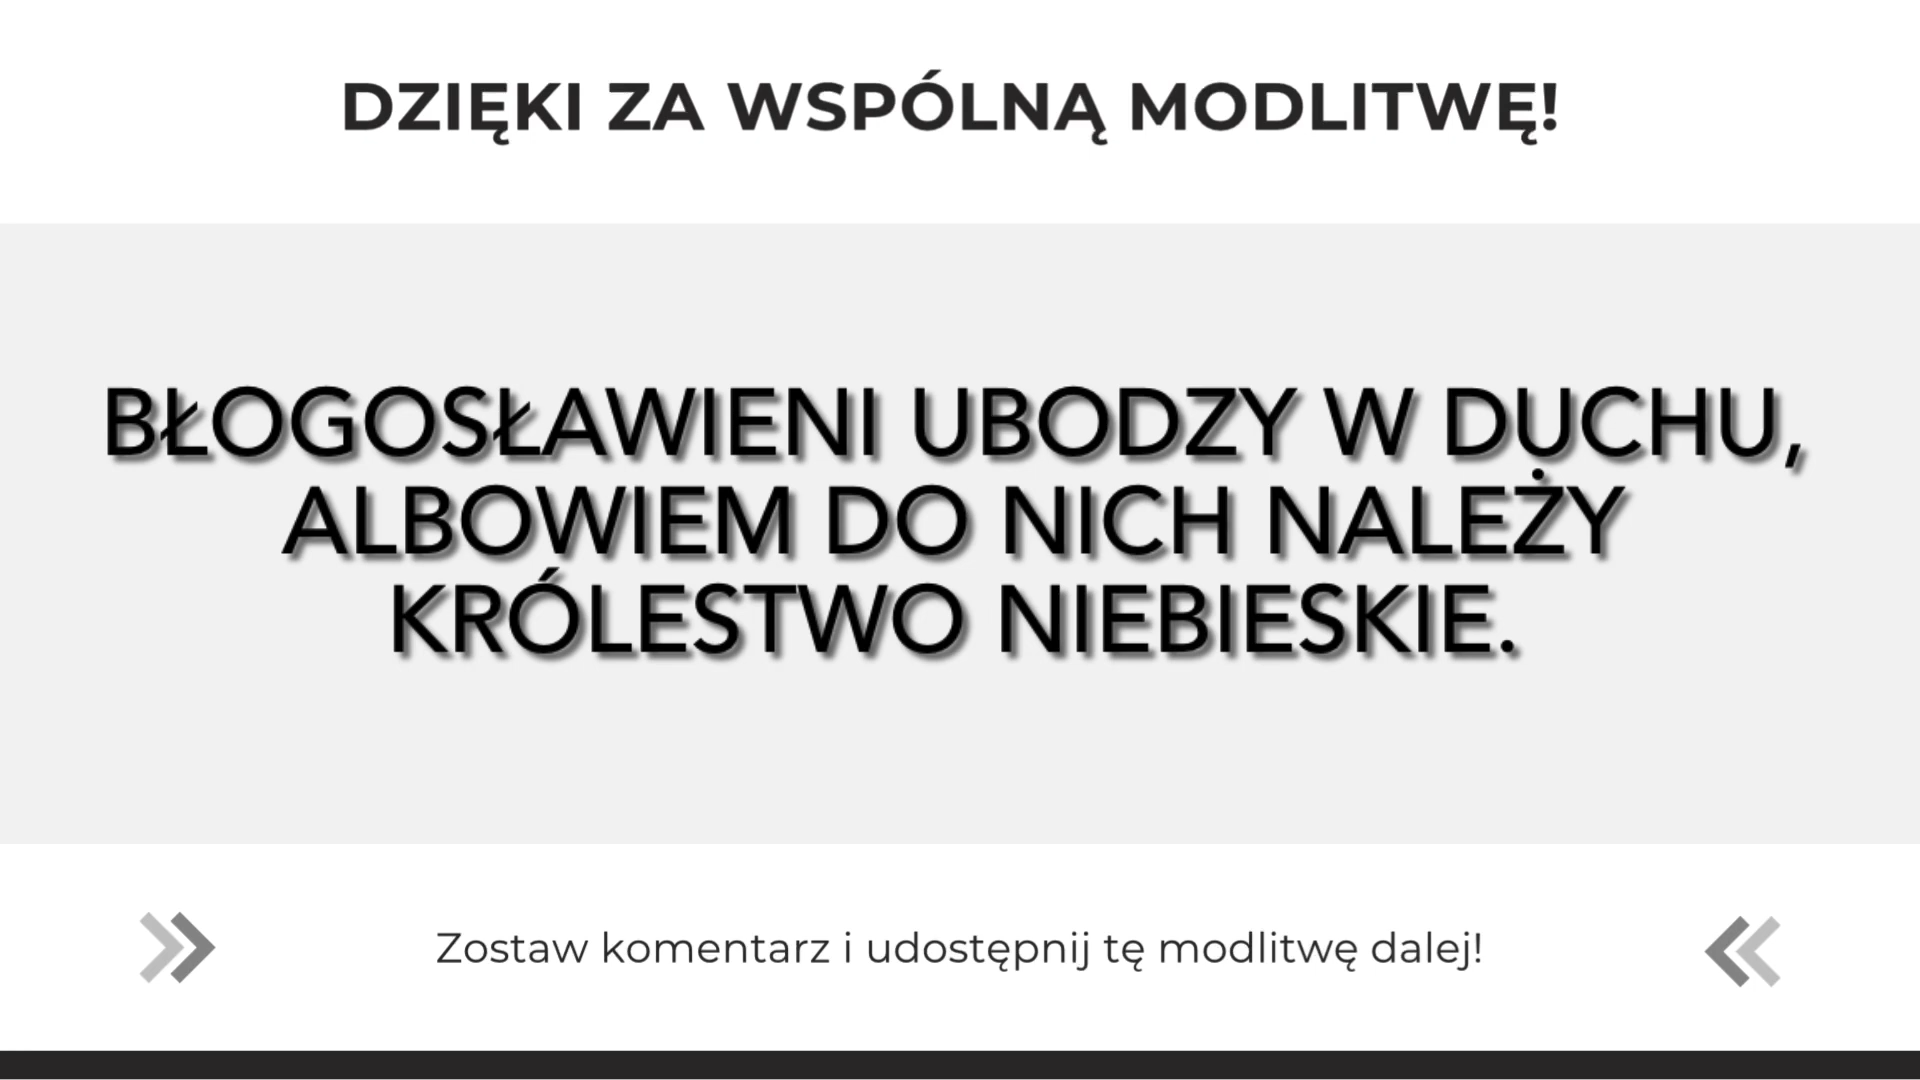 DZIĘKI ZA WSPÓLNĄ MODLITWĘ!
BŁOGOSŁAWIENI UBODZY W DUCHU,
ALBOWIEM DO NICH NALEŻY
KRÓLESTWO NIEBIESKIE.
Zostaw komentarz i udostępnij tę modlitwę dalej!